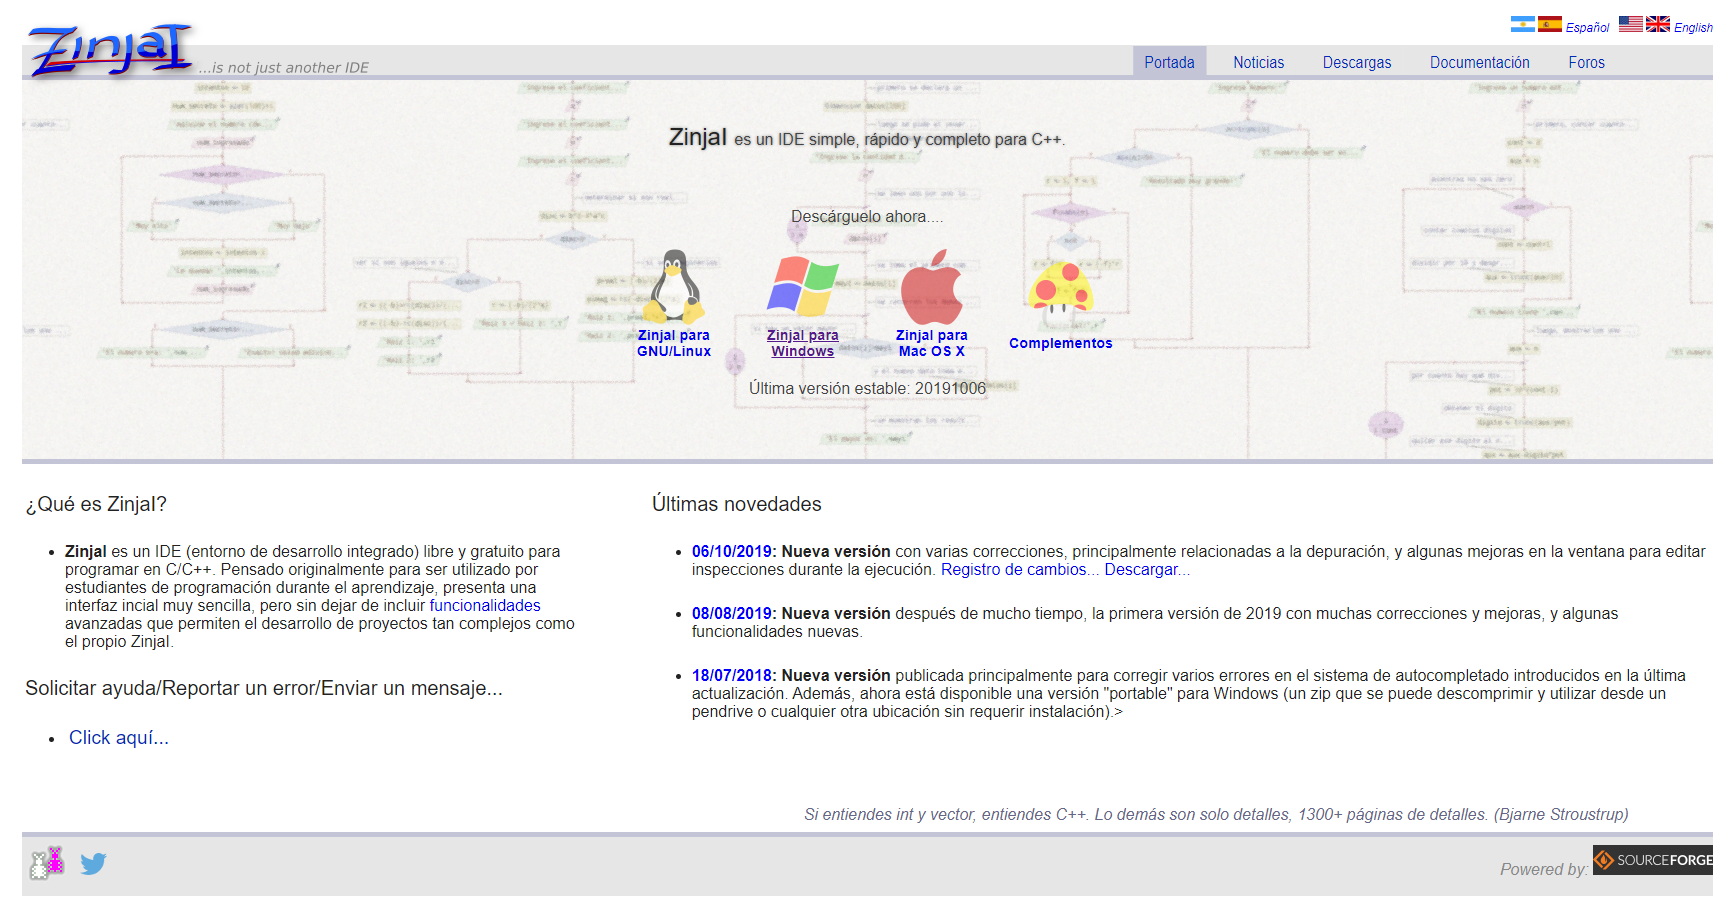 Español English
ZinjaI ...is not just another IDE
Portada Noticias Descargas Documentación Foros
ZinjaI es un IDE simple, rápido y completo para C++.
Descárguelo ahora....
ZinjaI para
GNU/Linux
ZinjaI para
Windows
ZinjaI para
Mac OS X
Complementos
Última versión estable: 20191006
¿Qué es ZinjaI?
ZinjaI es un IDE (entorno de desarrollo integrado) libre y gratuito para
programar en C/C++. Pensado originalmente para ser utilizado por
estudiantes de programación durante el aprendizaje, presenta una
interfaz incial muy sencilla, pero sin dejar de incluir funcionalidades
avanzadas que permiten el desarrollo de proyectos tan complejos como
el propio ZinjaI.
Solicitar ayuda/Reportar un error/Enviar un mensaje...
Click aquí...
Últimas novedades
06/10/2019: Nueva versión con varias correcciones, principalmente relacionadas a la depuración, y algunas mejoras en la ventana para editar
inspecciones durante la ejecución. Registro de cambios... Descargar...
08/08/2019: Nueva versión después de mucho tiempo, la primera versión de 2019 con muchas correcciones y mejoras, y algunas
funcionalidades nuevas.
18/07/2018: Nueva versión publicada principalmente para corregir varios errores en el sistema de autocompletado introducidos en la última
actualización. Además, ahora está disponible una versión "portable" para Windows (un zip que se puede descomprimir y utilizar desde un
pendrive o cualquier otra ubicación sin requerir instalación).>
Si entiendes int y vector, entiendes C++. Lo demás son solo detalles, 1300+ páginas de detalles. (Bjarne Stroustrup)
Powered by: SOURCEFORGE